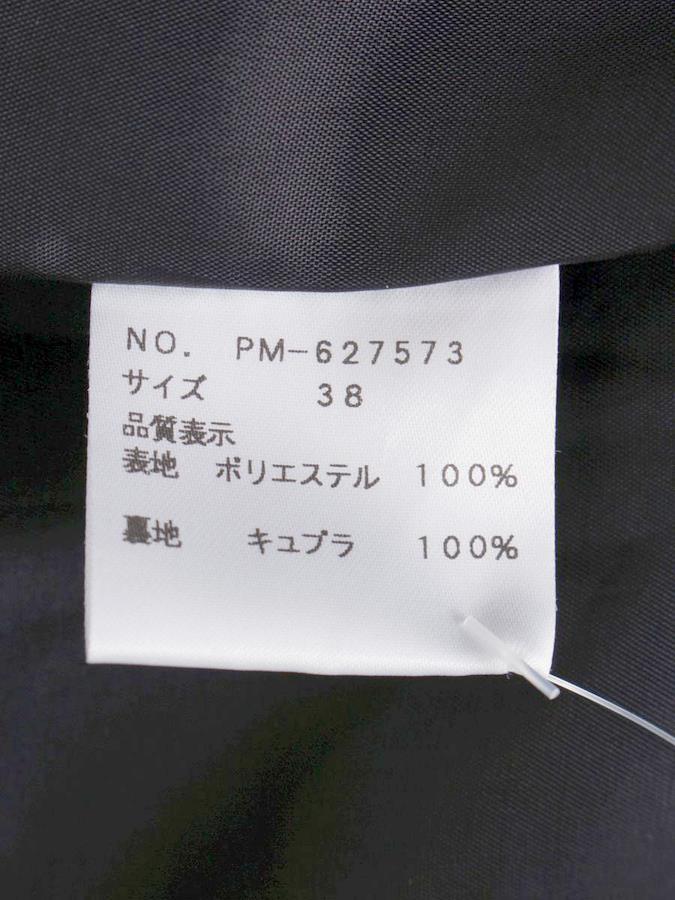 NO. PM-627573
サイズ 38
品質表示
表地 ポリエステル 100%
裏地 キュプラ 100%